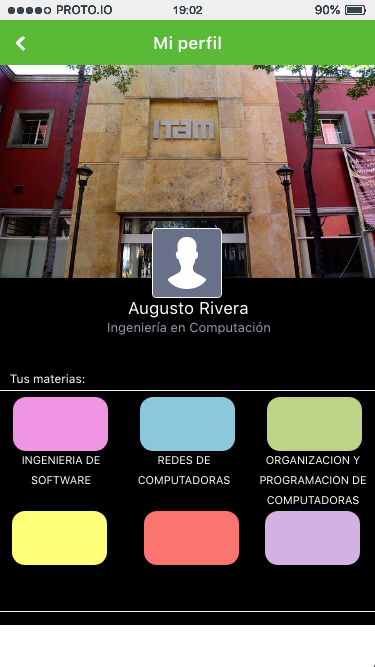 PROTO.IO 19:02 90%
Mi perfil
ITAM
Augusto Rivera
Ingeniería en Computación
Tus materias:
INGENIERIA DE
SOFTWARE
REDES DE
COMPUTADORAS
ORGANIZACION Y
PROGRAMACION DE
COMPUTADORAS